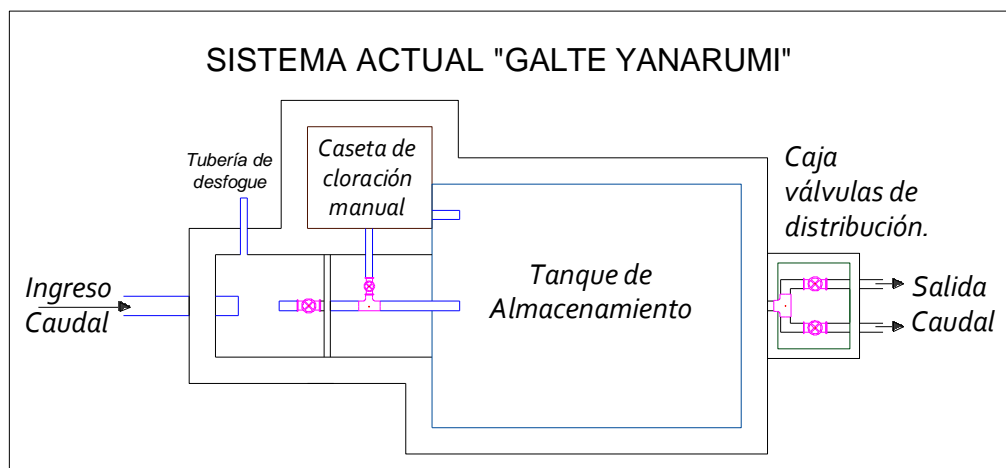 SISTEMA ACTUAL "GALTE YANARUMI"
Tubería de
desfogue
Caseta de
cloración
manual
Caja
válvulas de
distribución.
Ingreso
Caudal
Tanque de
Almacenamiento
Salida
Caudal